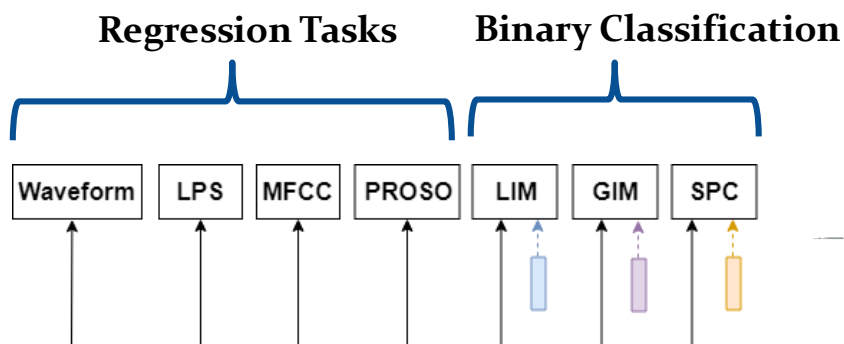 Regression Tasks Binary Classification
Waveform LPS MFCC PROSO LIM GIM SPC